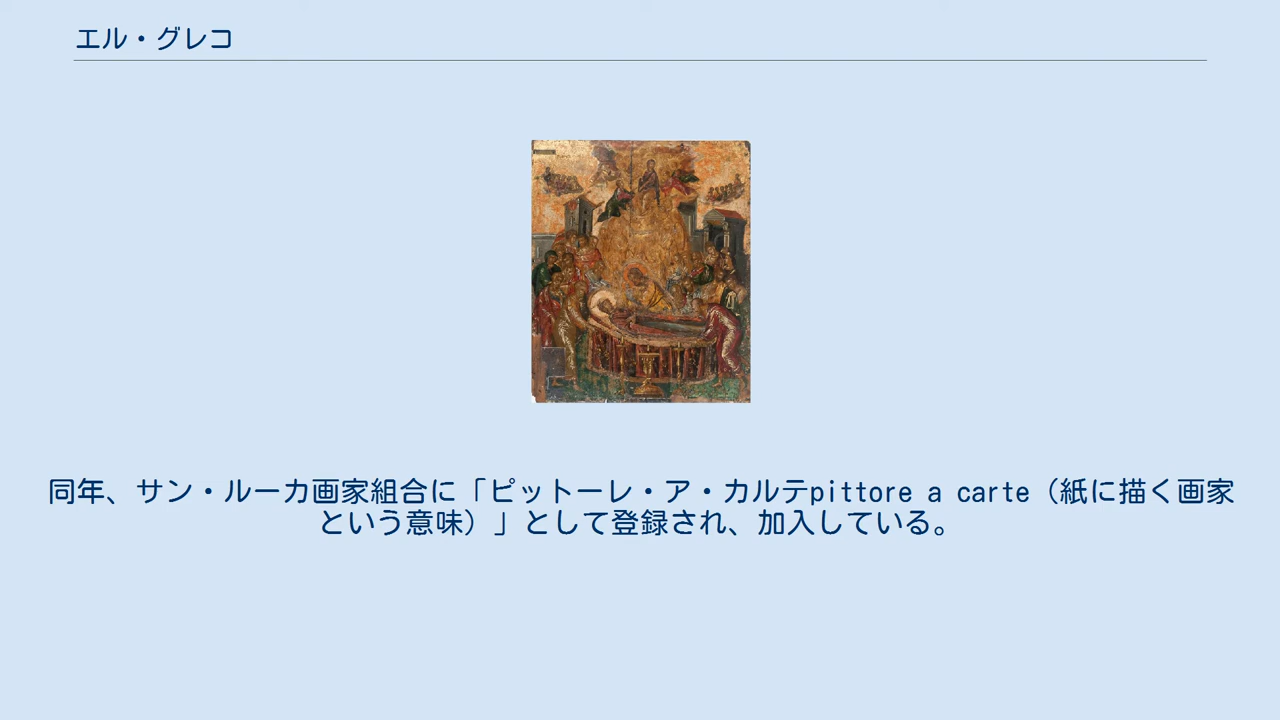 エル・グレコ
同年、サン・ルーカ画家組合に「ピットーレ・ア・カルテpittore a carte（紙に描く画家
という意味）」として登録され、加入している。